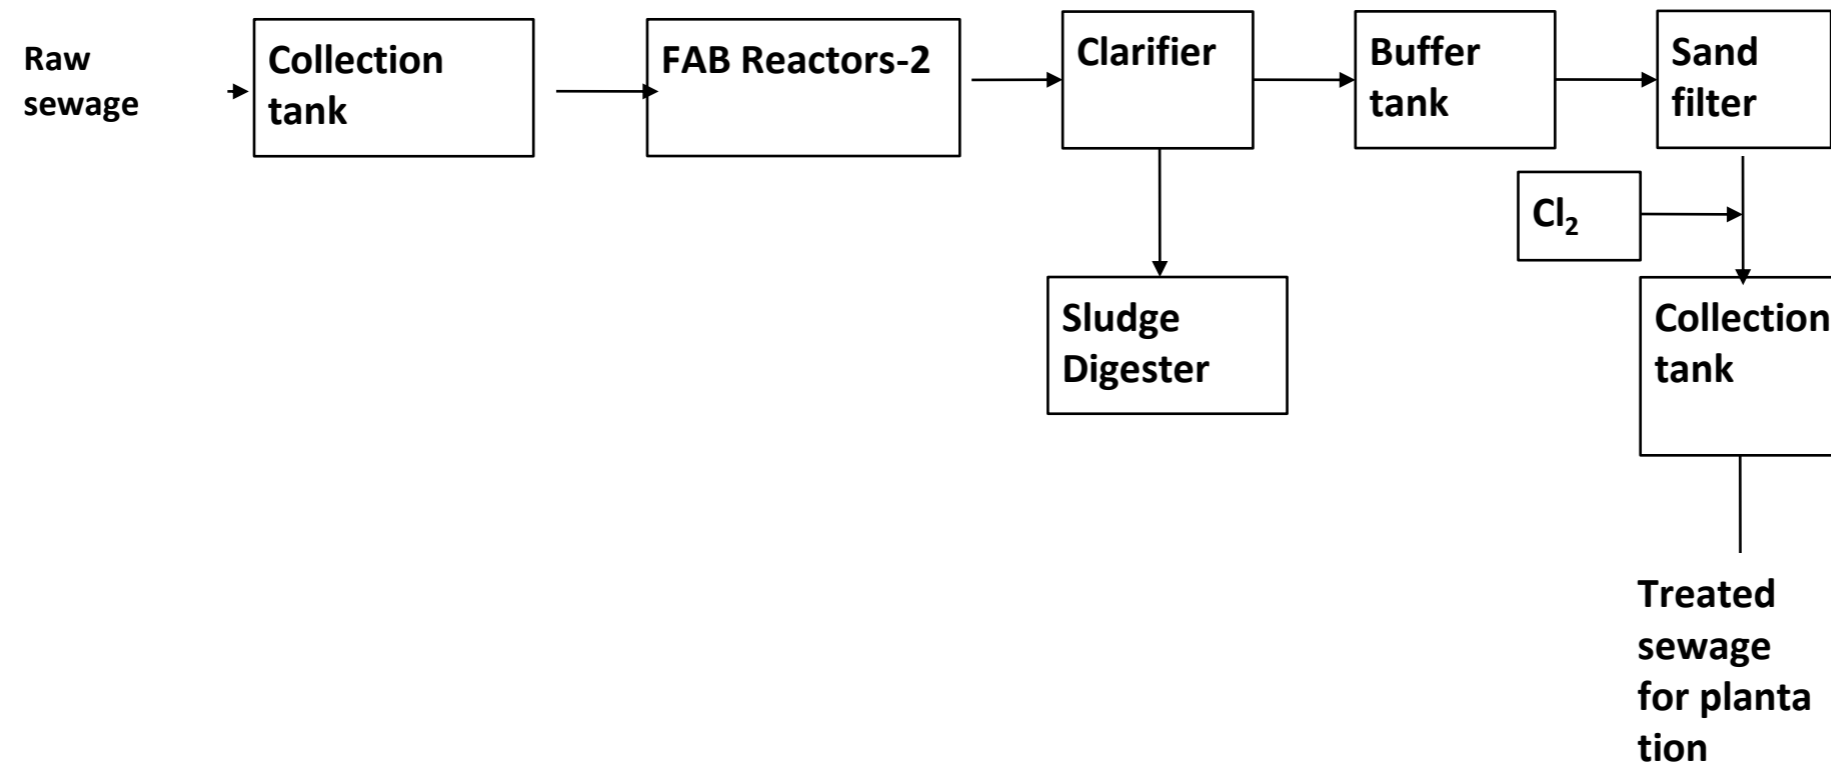 Raw
sewage
Collection
tank
FAB Reactors-2
Clarifier
Buffer
tank
Sand
filter
Cl₂
Sludge
Digester
Collection
tank
Treated
sewage
for planta
tion